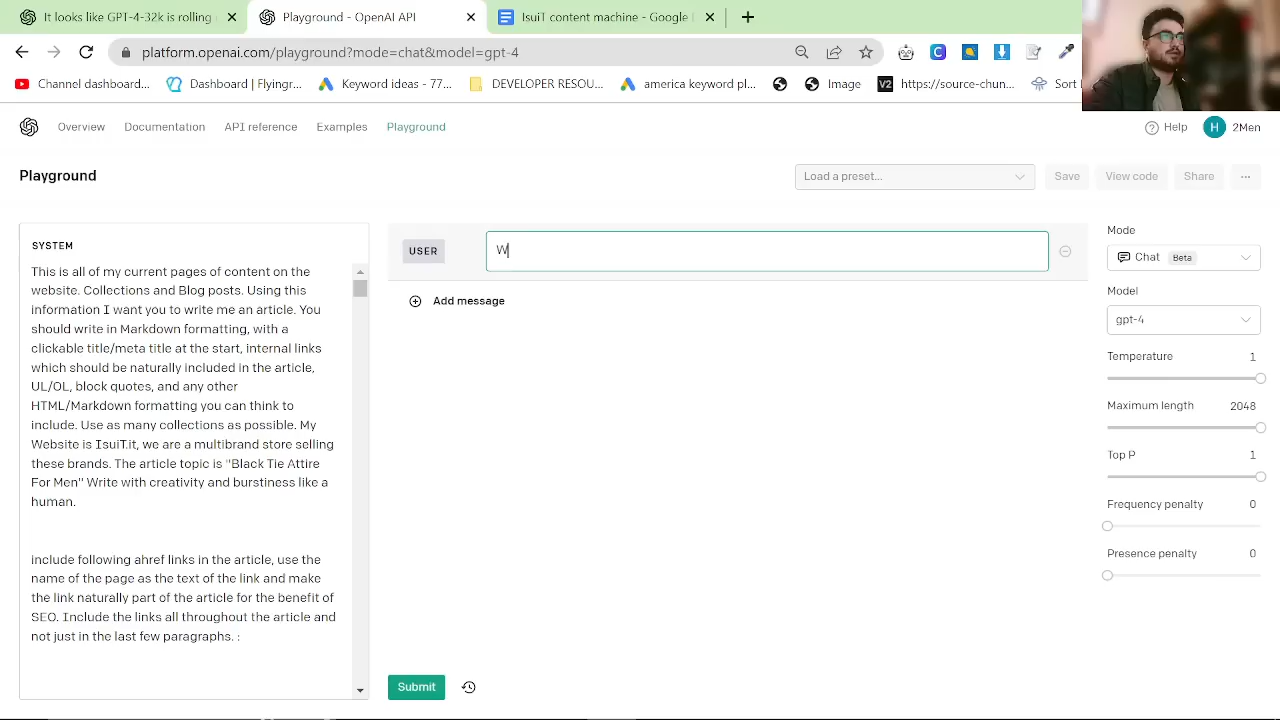 It looks like GPT-4-32k is rolling
Playground - OpenAI API
IsuiT content machine - Google
platform.openai.com/playground?mode=chat&model=gpt-4
Channel dashboard...
Dashboard | Flyingr...
Keyword ideas - 77...
DEVELOPER RESOU...
america keyword pl...
Image
V2
https://source-chun...
Sort
Overview
Documentation
API reference
Examples
Playground
Help
H
2Men
Playground
Load a preset...
Save
View code
Share
...
SYSTEM
This is all of my current pages of content on the
website. Collections and Blog posts. Using this
information I want you to write me an article. You
should write in Markdown formatting, with a
clickable title/meta title at the start, internal links
which should be naturally included in the article,
UL/OL, block quotes, and any other
HTML/Markdown formatting you can think to
include. Use as many collections as possible. My
Website is IsuiT.it, we are a multibrand store selling
these brands. The article topic is "Black Tie Attire
For Men" Write with creativity and burstiness like a
human.
include following ahref links in the article, use the
name of the page as the text of the link and make
the link naturally part of the article for the benefit of
SEO. Include the links all throughout the article and
not just in the last few paragraphs. :
USER
W
Add message
Submit
Mode
Chat
Beta
Model
gpt-4
Temperature
1
Maximum length
2048
Top P
1
Frequency penalty
0
Presence penalty
0